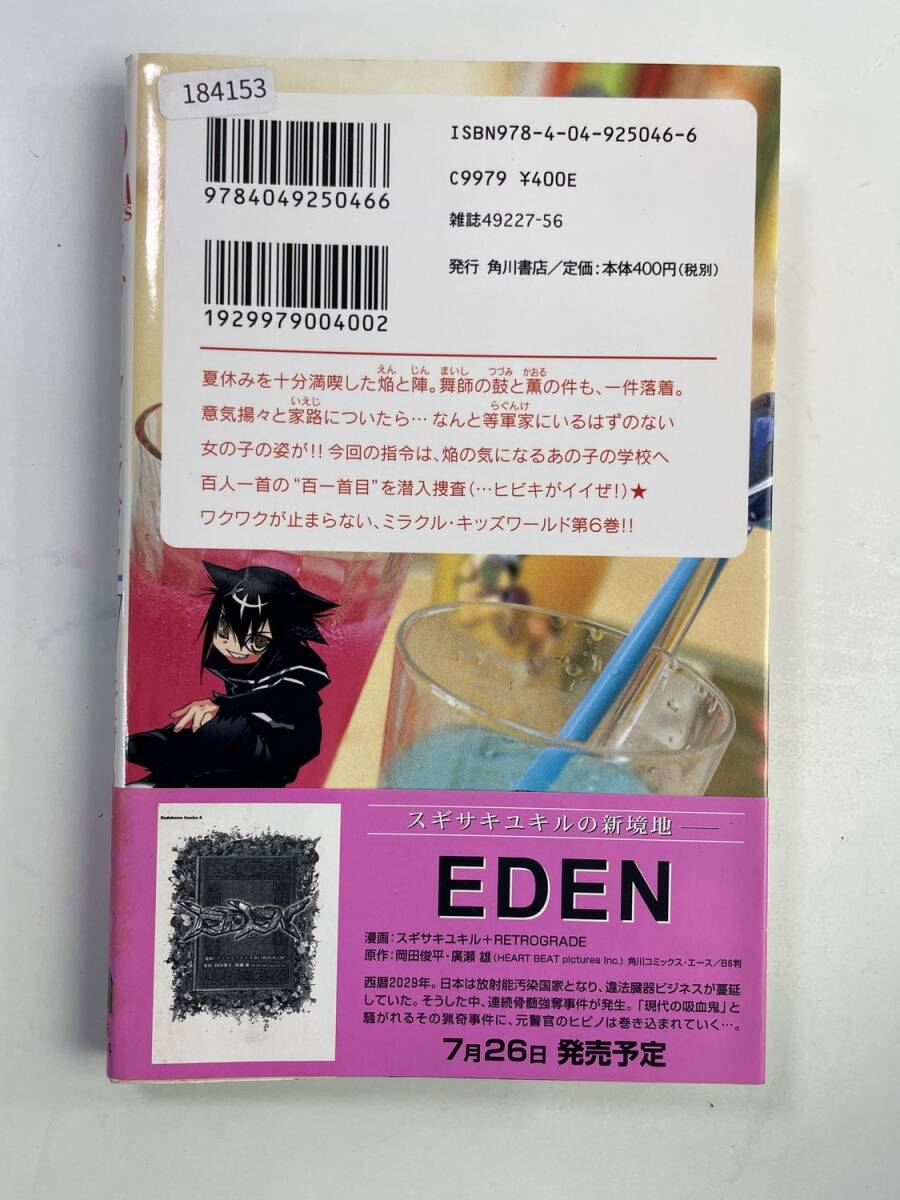 184153
ISBN978-4-04-925046-6
9784049250466
C9979 ¥400E
雑誌49227-56
1929979004002
発行 角川書店／定価:本体400円(税別)
夏休みを十分満喫した焔と陣。舞師の鼓と薫の件も、一件落着。
意気揚々と家路についたら… なんと等軍家にいるはずのない
女の子の姿が!! 今回の指令は、焔の気になるあの子の学校へ
百人一首の“百一首目”を潜入捜査(…ヒビキがイイぜ!)★
ワクワクが止まらない、ミラクル・キッズワールド第6巻!!
えん じん まいし つづみ かおる
いえじ らぐんけ
Kadokawa Comics A
スギサキユキルの新境地――
EDEN
漫画:スギサキユキル+RETROGRADE
原作:岡田俊平・廣瀬 雄(HEART BEAT pictures Inc.) 角川コミックス・エース／B6判
西暦2029年。日本は放射能汚染国家となり、違法臓器ビジネスが蔓延
していた。そうした中、連続骨髄強奪事件が発生。「現代の吸血鬼」と
騒がれるその猟奇事件に、元警官のヒビノは巻き込まれていく…。
7月26日 発売予定